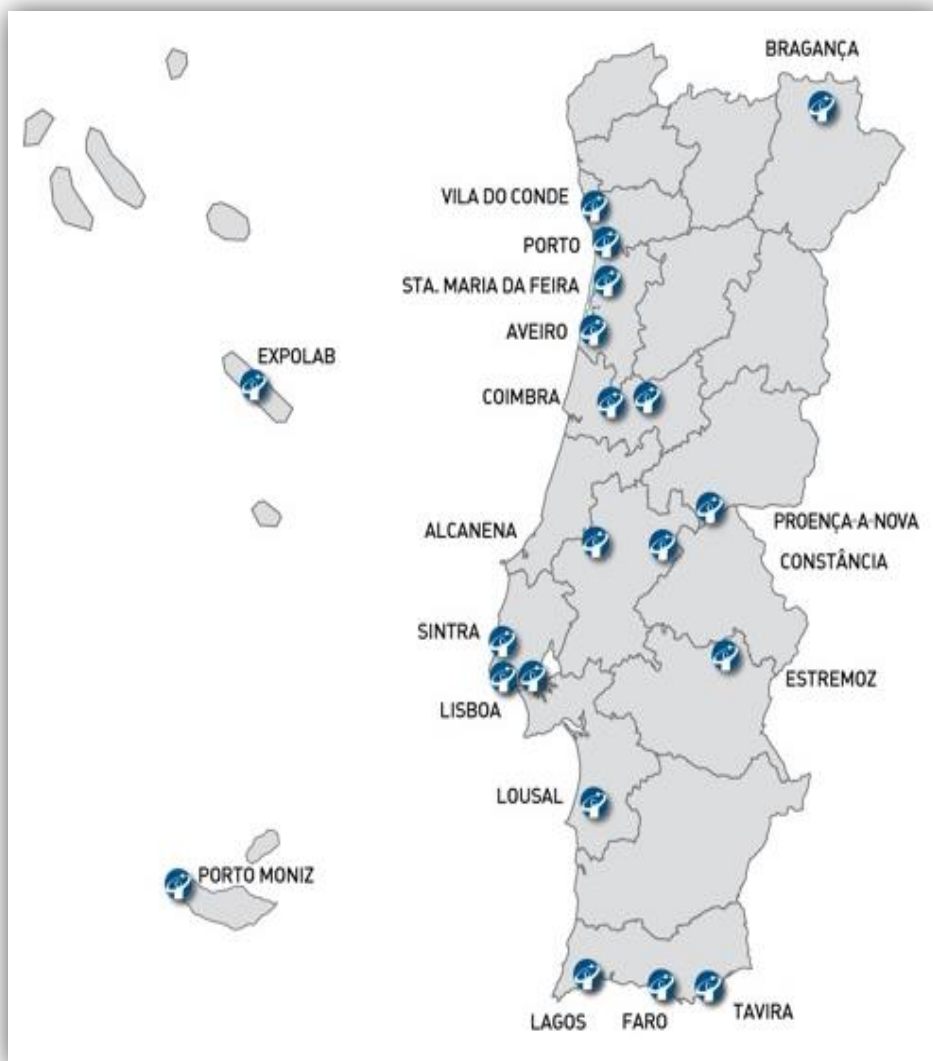 BRAGANÇA
VILA DO CONDE
PORTO
STA. MARIA DA FEIRA
AVEIRO
EXPOLAB
COIMBRA
PROENÇA-A-NOVA
ALCANENA
CONSTÂNCIA
SINTRA
ESTREMOZ
LISBOA
LOUSAL
PORTO MONIZ
TAVIRA
LAGOS
FARO